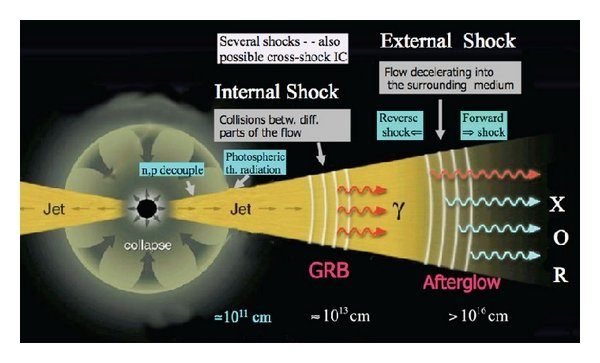 Several shocks - - also
possible cross-shock IC
External Shock
Flow decelerating into
the surrounding medium
Internal Shock
Collisions betw. diff.
parts of the flow
Reverse
shock⇐
Forward
⇒ shock
n,p decouple
Photospheric
th. radiation
Jet
Jet
collapse
γ
X
O
R
GRB
Afterglow
≃10¹¹ cm
≃ 10¹³ cm
> 10¹⁶ cm